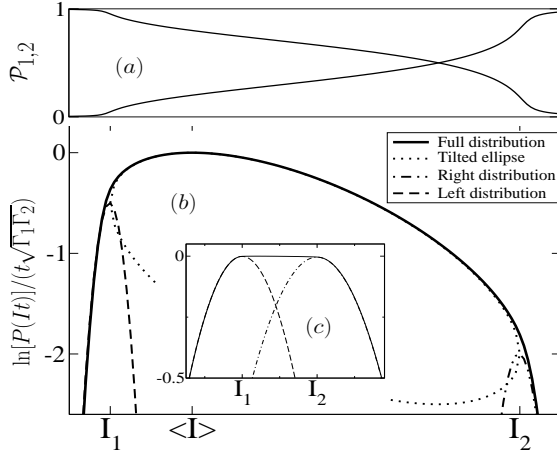 1
(a)
P1,2
0
Full distribution
Tilted ellipse
Right distribution
Left distribution
0
(b)
-1
ln[P(It)]/(t√Γ1Γ2)
0
(c)
-2
-0.5
I1 I2
I1 <I> I2